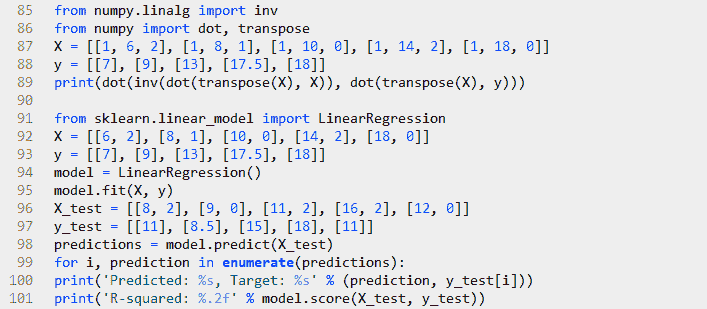 85 from numpy.linalg import inv
86 from numpy import dot, transpose
87 X = [[1, 6, 2], [1, 8, 1], [1, 10, 0], [1, 14, 2], [1, 18, 0]]
88 y = [[7], [9], [13], [17.5], [18]]
89 print(dot(inv(dot(transpose(X), X)), dot(transpose(X), y)))
90
91 from sklearn.linear_model import LinearRegression
92 X = [[6, 2], [8, 1], [10, 0], [14, 2], [18, 0]]
93 y = [[7], [9], [13], [17.5], [18]]
94 model = LinearRegression()
95 model.fit(X, y)
96 X_test = [[8, 2], [9, 0], [11, 2], [16, 2], [12, 0]]
97 y_test = [[11], [8.5], [15], [18], [11]]
98 predictions = model.predict(X_test)
99 for i, prediction in enumerate(predictions):
100 print('Predicted: %s, Target: %s' % (prediction, y_test[i]))
101 print('R-squared: %.2f' % model.score(X_test, y_test))